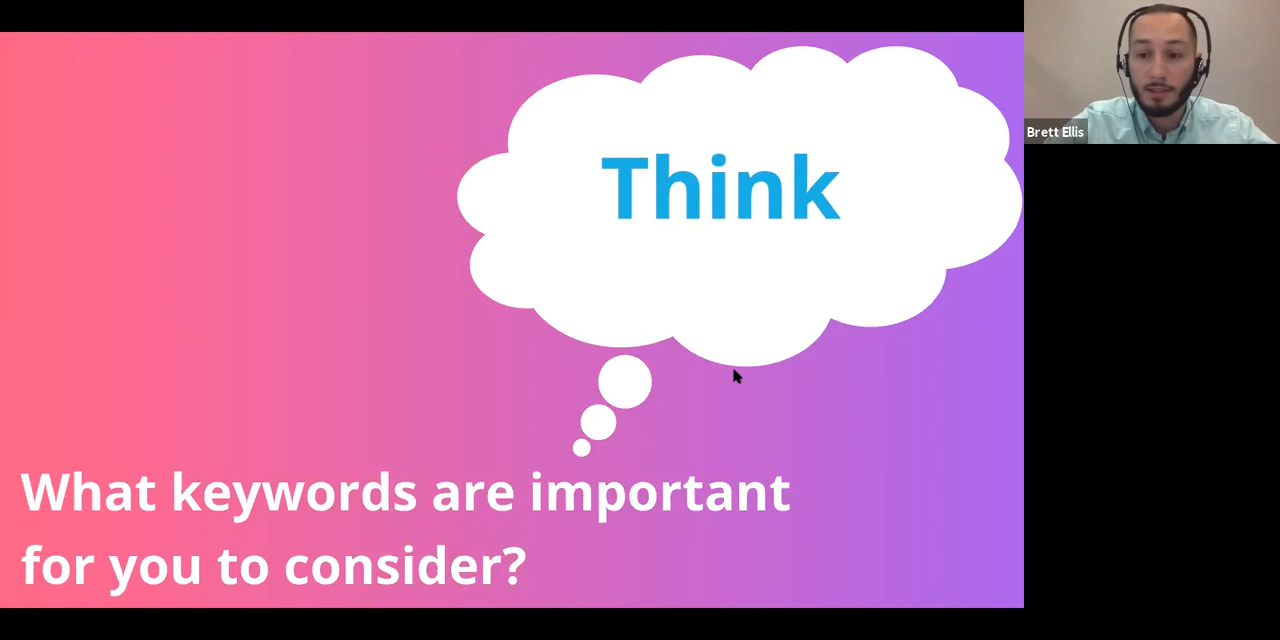 Think
What keywords are important
for you to consider?
Brett Ellis